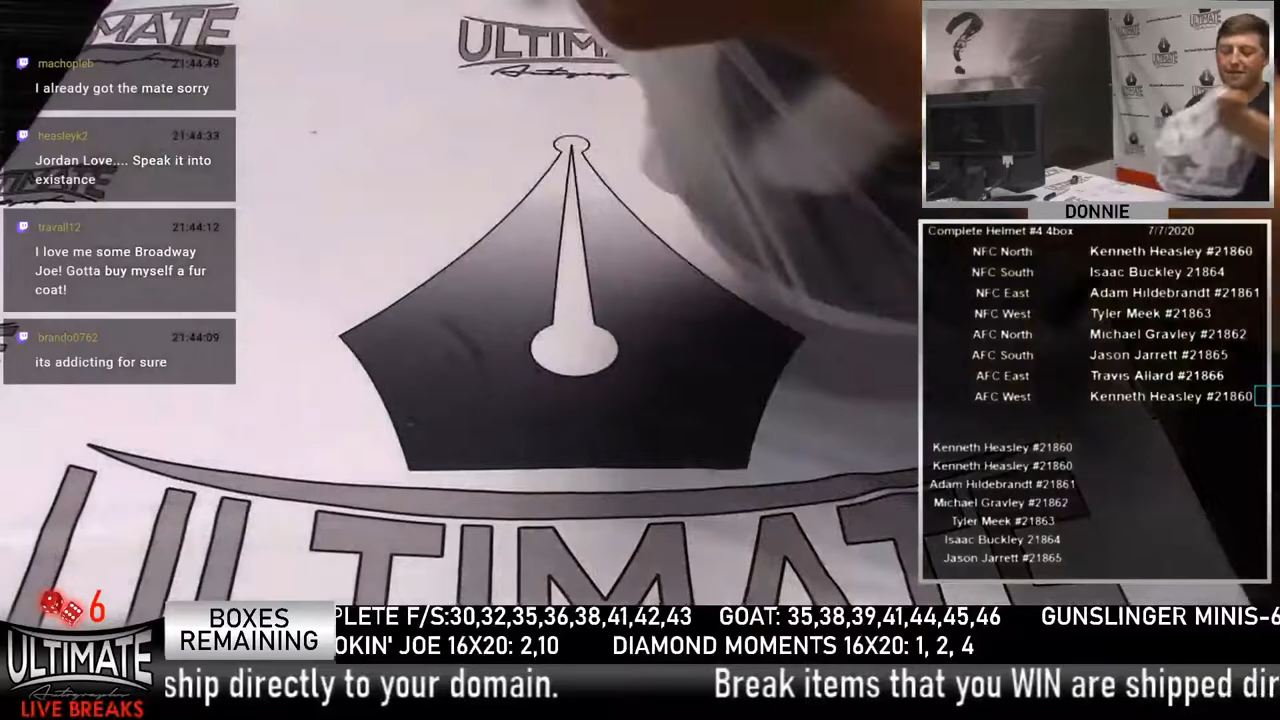 ULTIMATE
machopleb 21:44:49
I already got the mate sorry
heasleyk2 21:44:33
Jordan Love.... Speak it into
existance
travall12 21:44:12
I love me some Broadway
Joe! Gotta buy myself a fur
coat!
brando0762 21:44:09
its addicting for sure
DONNIE
Complete Helmet #4 4box 7/7/2020
NFC North Kenneth Heasley #21860
NFC South Isaac Buckley 21864
NFC East Adam Hildebrandt #21861
NFC West Tyler Meek #21863
AFC North Michael Gravley #21862
AFC South Jason Jarrett #21865
AFC East Travis Allard #21866
AFC West Kenneth Heasley #21860
Kenneth Heasley #21860
Kenneth Heasley #21860
Adam Hildebrandt #21861
Michael Gravley #21862
Tyler Meek #21863
Isaac Buckley 21864
Jason Jarrett #21865
ULTIMATE
6
ULTIMATE
Autographs
LIVE BREAKS
BOXES
REMAINING
PLETE F/S:30,32,35,36,38,41,42,43 GOAT: 35,38,39,41,44,45,46 GUNSLINGER MINIS-6
OKIN' JOE 16X20: 2,10 DIAMOND MOMENTS 16X20: 1, 2, 4
ship directly to your domain. Break items that you WIN are shipped dir